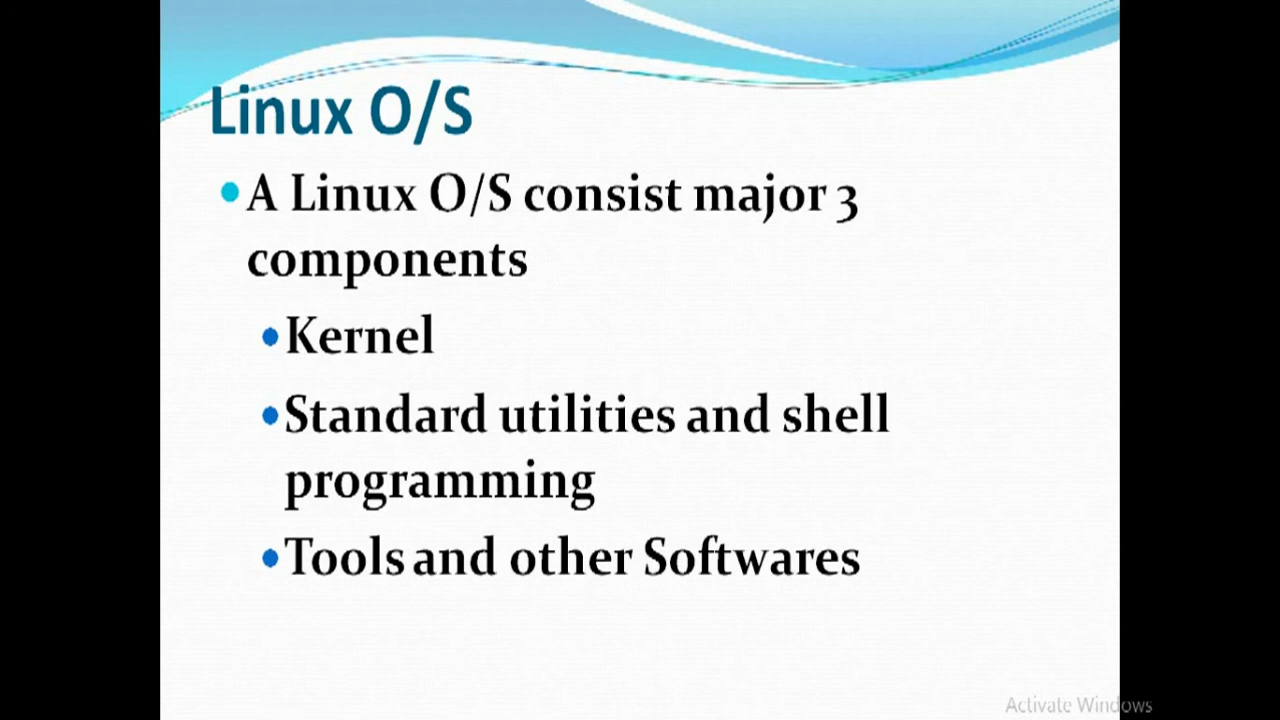 Linux O/S
A Linux O/S consist major 3
components
Kernel
Standard utilities and shell
programming
Tools and other Softwares
Activate Windows